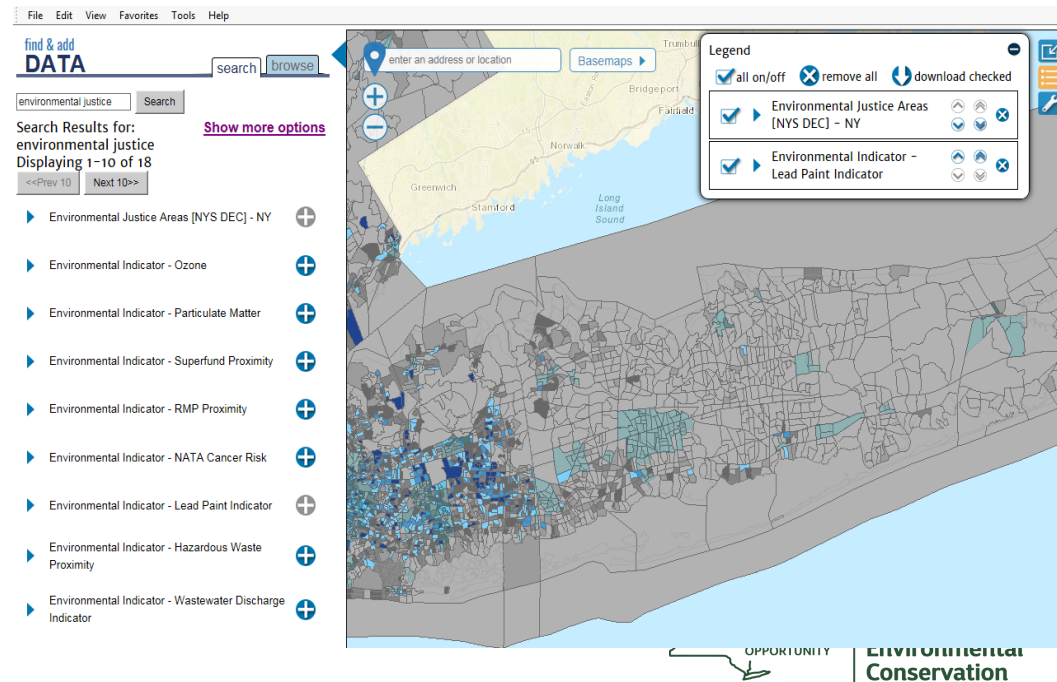 File Edit View Favorites Tools Help
find & add
DATA
search browse
environmental justice Search
Search Results for:
environmental justice
Show more options
Displaying 1-10 of 18
<<Prev 10 Next 10>>
Environmental Justice Areas [NYS DEC] - NY
Environmental Indicator - Ozone
Environmental Indicator - Particulate Matter
Environmental Indicator - Superfund Proximity
Environmental Indicator - RMP Proximity
Environmental Indicator - NATA Cancer Risk
Environmental Indicator - Lead Paint Indicator
Environmental Indicator - Hazardous Waste
Proximity
Environmental Indicator - Wastewater Discharge
Indicator
enter an address or location
Basemaps
Legend
all on/off remove all download checked
Environmental Justice Areas
[NYS DEC] - NY
Environmental Indicator -
Lead Paint Indicator
Bridgeport
Fairfield
Norwalk
Greenwich
Stamford
Long
Island
Sound
OPPORTUNITY
Environmental
Conservation